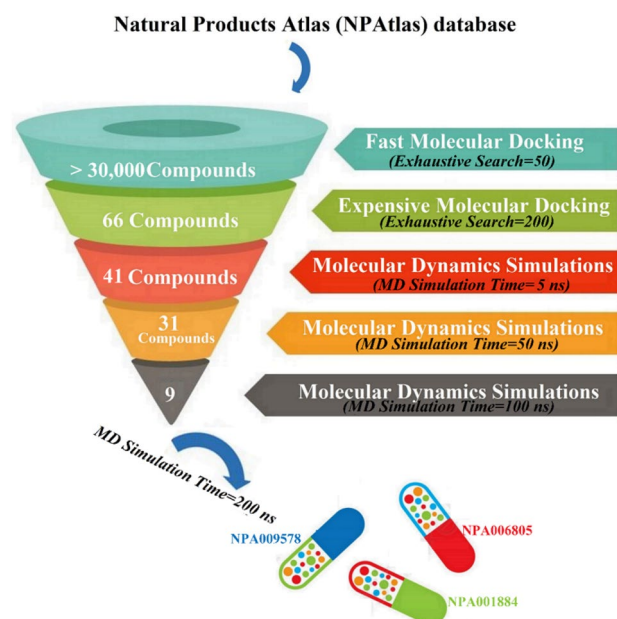 Natural Products Atlas (NPAtlas) database
> 30,000 Compounds
Fast Molecular Docking
(Exhaustive Search=50)
66 Compounds
Expensive Molecular Docking
(Exhaustive Search=200)
41 Compounds
Molecular Dynamics Simulations
(MD Simulation Time=5 ns)
31
Compounds
Molecular Dynamics Simulations
(MD Simulation Time=50 ns)
9
Molecular Dynamics Simulations
(MD Simulation Time=100 ns)
MD Simulation Time=200 ns
NPA009578
NPA006805
NPA001884